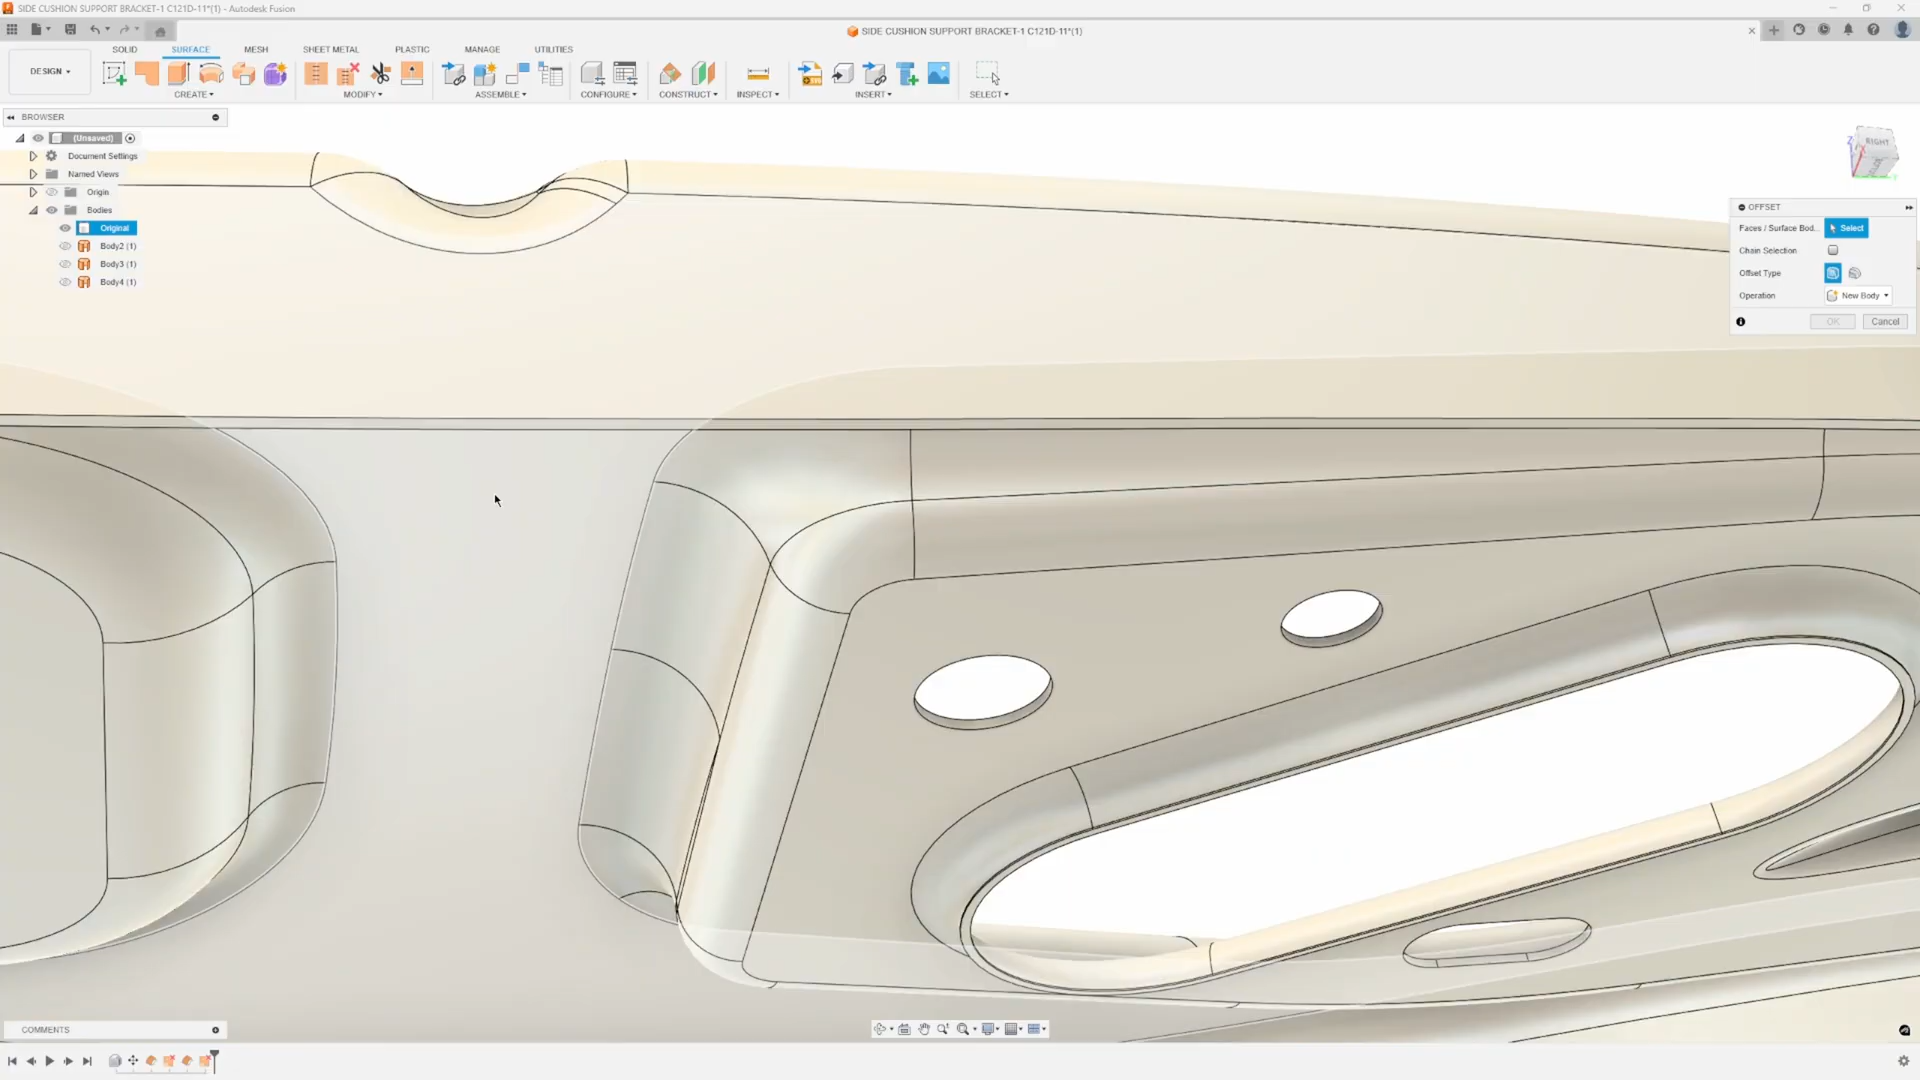 SIDE CUSHION SUPPORT BRACKET-1 C121D-11*(1) - Autodesk Fusion
SIDE CUSHION SUPPORT BRACKET-1 C121D-11*(1)
SOLID SURFACE MESH SHEET METAL PLASTIC MANAGE UTILITIES
DESIGN
CREATE MODIFY ASSEMBLE CONFIGURE CONSTRUCT INSPECT INSERT SELECT
BROWSER
(Unsaved)
Document Settings
Named Views
Origin
Bodies
Original
Body2 (1)
Body3 (1)
Body4 (1)
RIGHT
Z
OFFSET
Faces / Surface Bod... Select
Chain Selection
Offset Type
Operation New Body
OK Cancel
COMMENTS